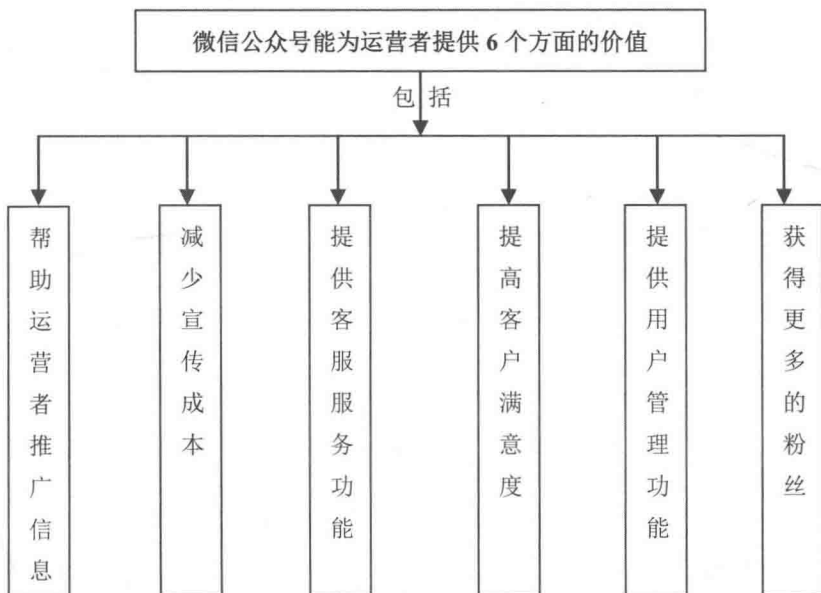 微信公众号能为运营者提供 6 个方面的价值
包括
帮助运营者推广信息
减少宣传成本
提供客服服务功能
提高客户满意度
提供用户管理功能
获得更多的粉丝